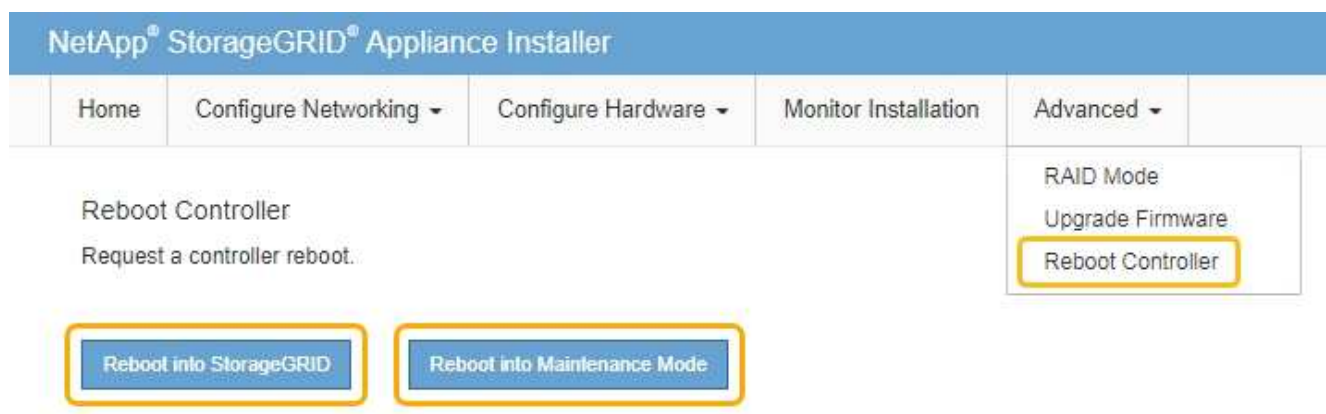 NetApp® StorageGRID® Appliance Installer
Home Configure Networking Configure Hardware Monitor Installation Advanced
RAID Mode
Upgrade Firmware
Reboot Controller
Reboot Controller
Request a controller reboot.
Reboot into StorageGRID Reboot into Maintenance Mode